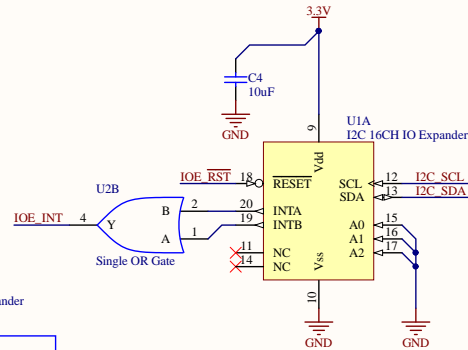 3.3V
C4
10uF
GND
U1A
I2C 16CH IO Expander
9
Vdd
IOE_RST
18
RESET
SCL
12
I2C_SCL
SDA
13
I2C_SDA
U2B
B
2
20
INTA
IOE_INT
4
Y
19
INTB
A
1
A0
15
A1
16
A2
17
11
NC
14
NC
Single OR Gate
Vss
10
GND
GND